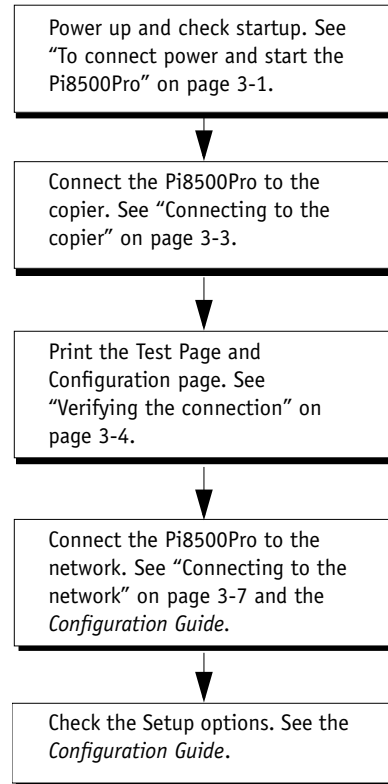 Power up and check startup. See
“To connect power and start the
Pi8500Pro” on page 3-1.
Connect the Pi8500Pro to the
copier. See “Connecting to the
copier” on page 3-3.
Print the Test Page and
Configuration page. See
“Verifying the connection” on
page 3-4.
Connect the Pi8500Pro to the
network. See “Connecting to the
network” on page 3-7 and the
Configuration Guide.
Check the Setup options. See the
Configuration Guide.